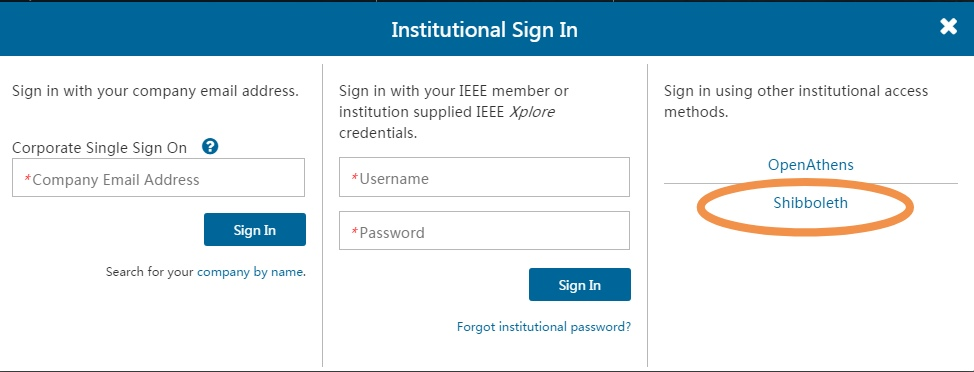 Institutional Sign In
Sign in with your company email address.
Corporate Single Sign On ?
*Company Email Address
Sign In
Search for your company by name.
Sign in with your IEEE member or
institution supplied IEEE Xplore
credentials.
*Username
*Password
Sign In
Forgot institutional password?
Sign in using other institutional access
methods.
OpenAthens
Shibboleth